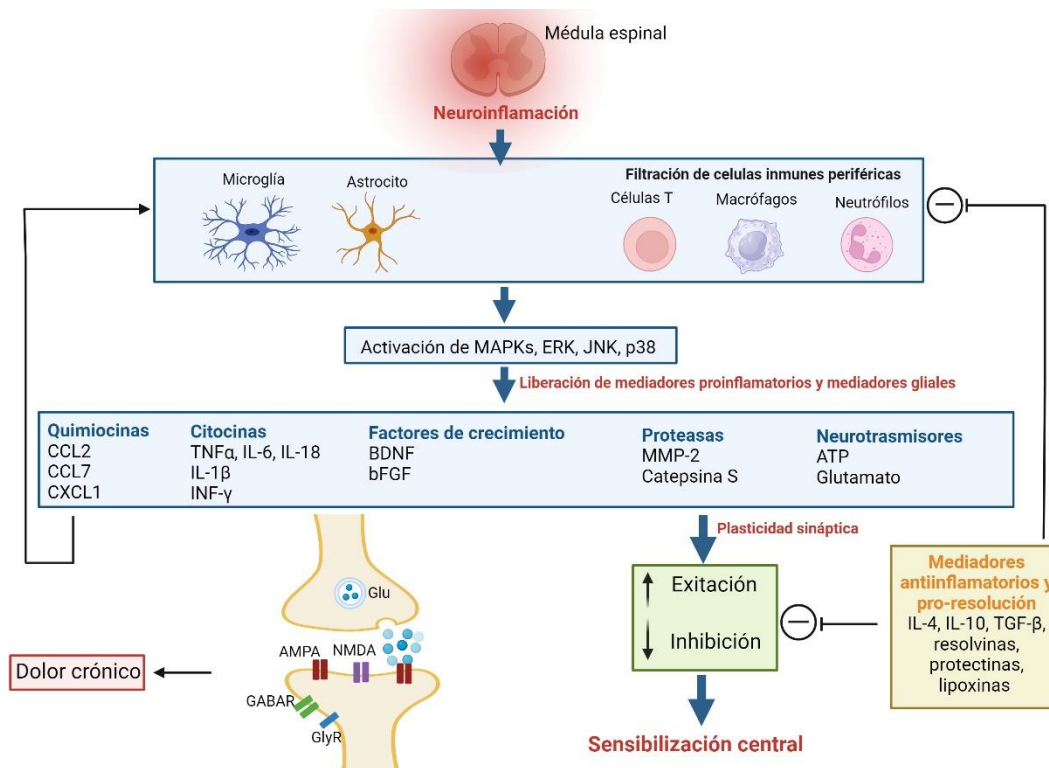 Médula espinal
Neuroinflamación
Microglía
Astrocito
Filtración de celulas inmunes periféricas
Células T
Macrófagos
Neutrófilos
Activación de MAPKs, ERK, JNK, p38
Liberación de mediadores proinflamatorios y mediadores gliales
Quimiocinas
CCL2
CCL7
CXCL1
Citocinas
TNFα, IL-6, IL-18
IL-1β
INF-γ
Factores de crecimiento
BDNF
bFGF
Proteasas
MMP-2
Catepsina S
Neurotrasmisores
ATP
Glutamato
Plasticidad sináptica
Glu
AMPA
NMDA
GABAR
GlyR
Dolor crónico
Exitación
Inhibición
Sensibilización central
Mediadores
antiinflamatorios y
pro-resolución
IL-4, IL-10, TGF-β,
resolvinas,
protectinas,
lipoxinas